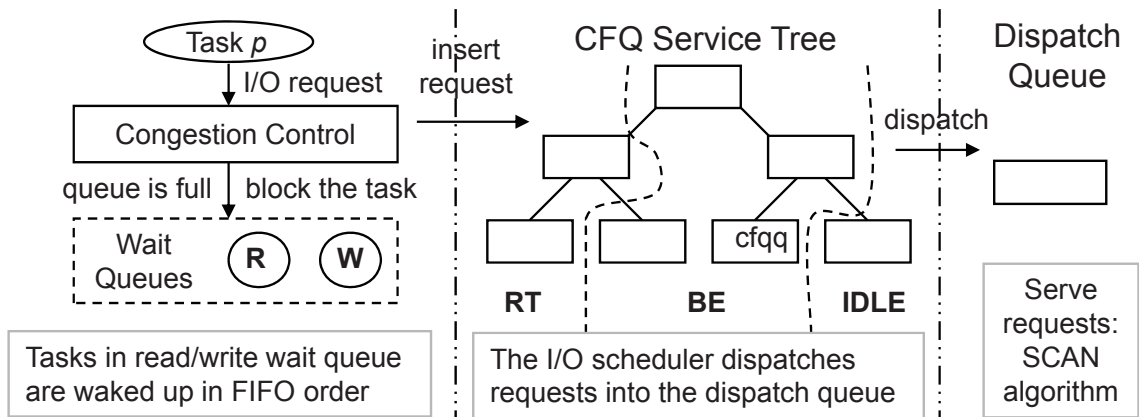 Task p
I/O request
Congestion Control
queue is full
block the task
Wait
Queues
R
W
Tasks in read/write wait queue
are waked up in FIFO order
insert
request
CFQ Service Tree
cfqq
RT
BE
IDLE
The I/O scheduler dispatches
requests into the dispatch queue
dispatch
Dispatch
Queue
Serve
requests:
SCAN
algorithm